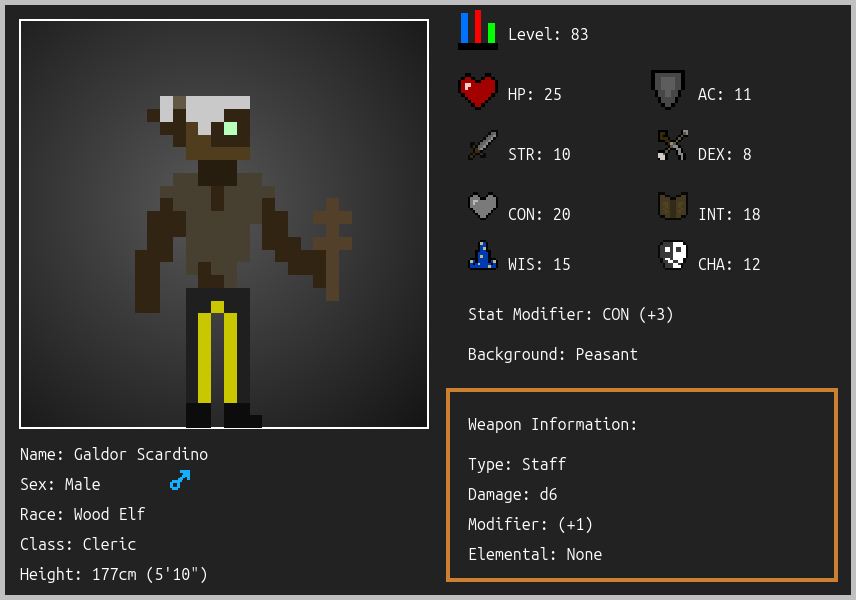 Level: 83
HP: 25
AC: 11
STR: 10
DEX: 8
CON: 20
INT: 18
WIS: 15
CHA: 12
Stat Modifier: CON (+3)
Background: Peasant
Weapon Information:
Type: Staff
Damage: d6
Modifier: (+1)
Elemental: None
Name: Galdor Scardino
Sex: Male
Race: Wood Elf
Class: Cleric
Height: 177cm (5'10")